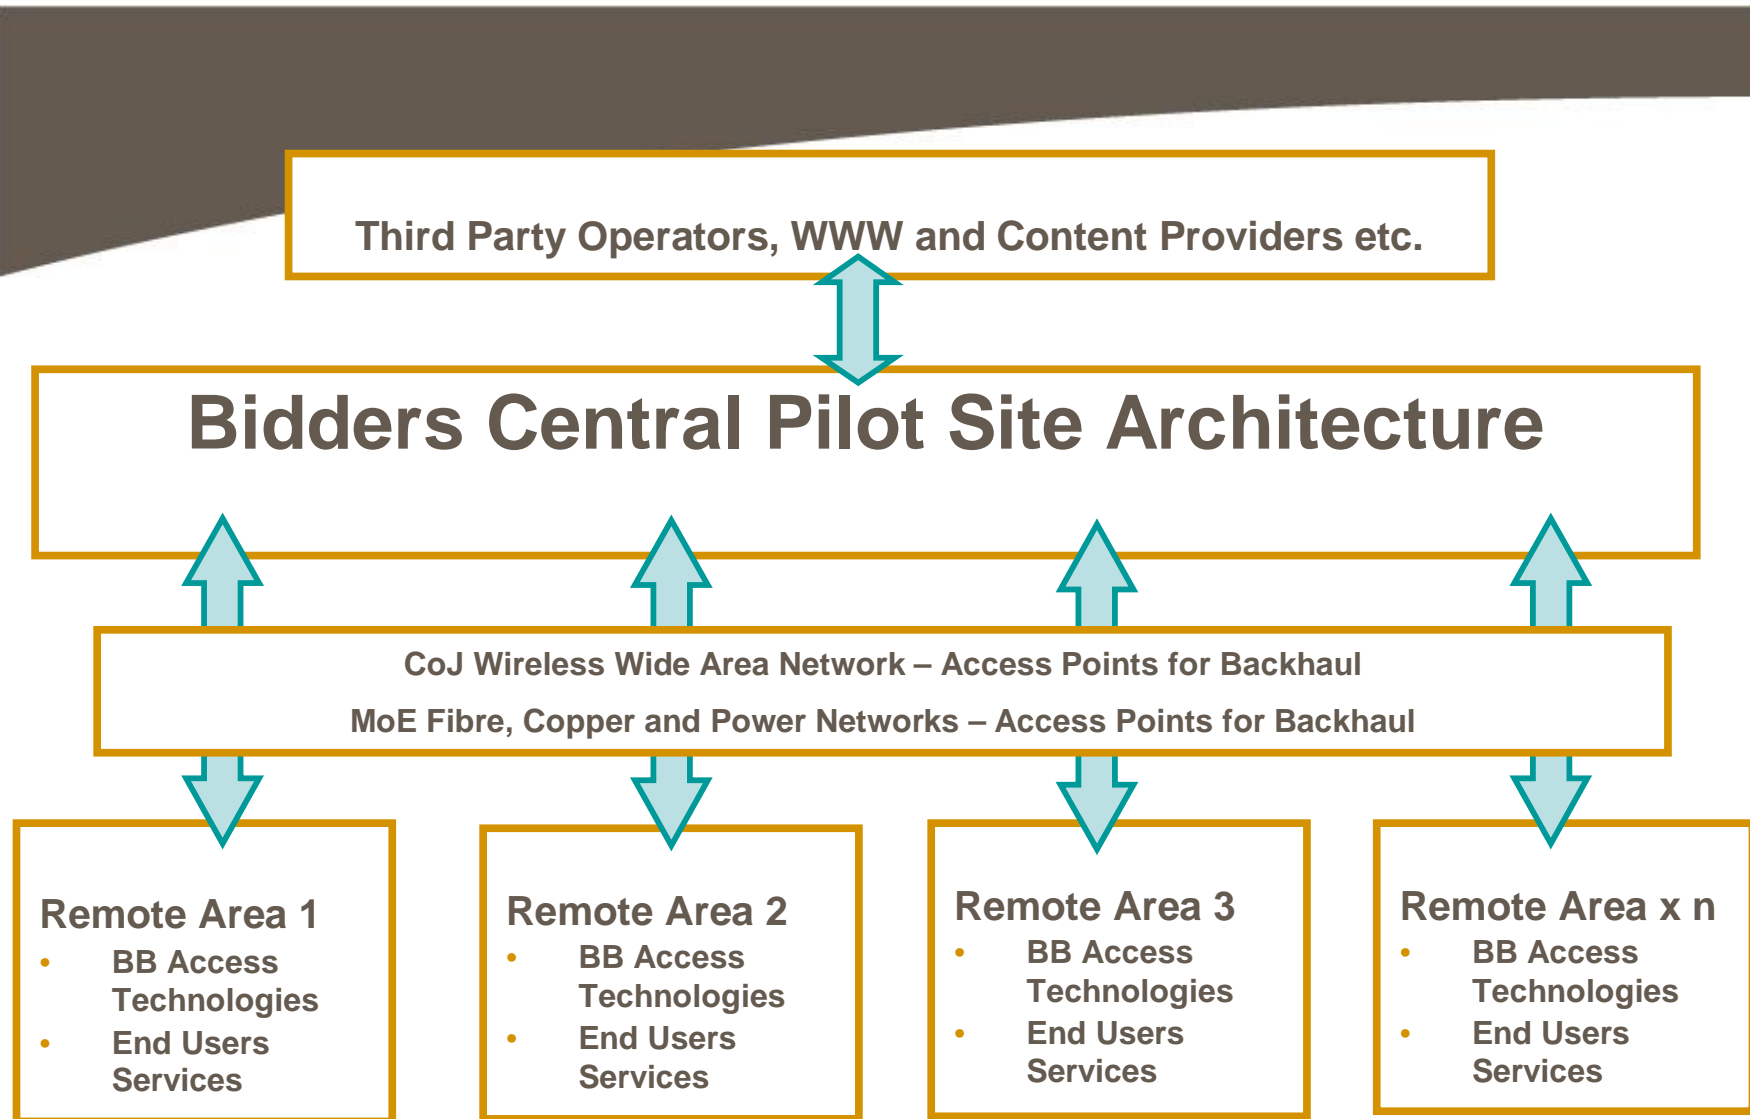 Third Party Operators, WWW and Content Providers etc.
Bidders Central Pilot Site Architecture
CoJ Wireless Wide Area Network – Access Points for Backhaul
MoE Fibre, Copper and Power Networks – Access Points for Backhaul
Remote Area 1
• BB Access
Technologies
• End Users
Services
Remote Area 2
• BB Access
Technologies
• End Users
Services
Remote Area 3
• BB Access
Technologies
• End Users
Services
Remote Area x n
• BB Access
Technologies
• End Users
Services